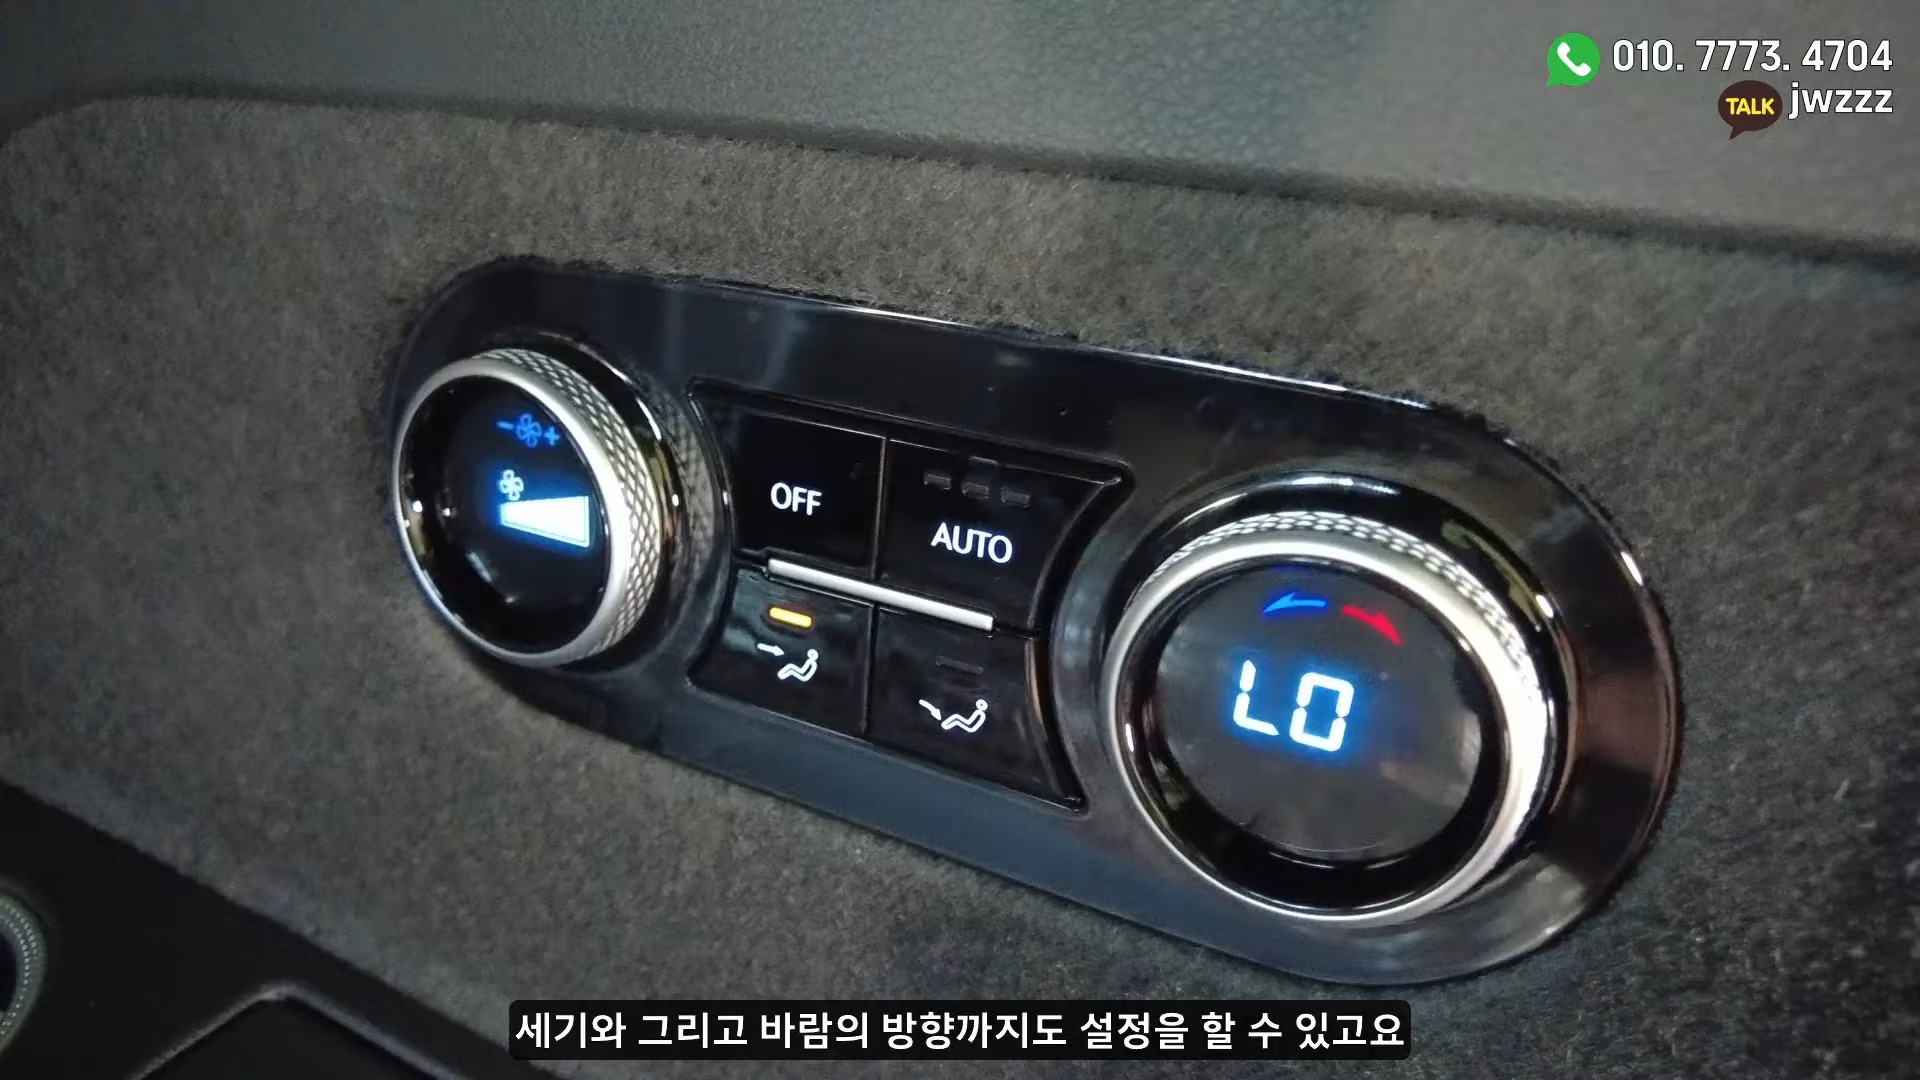 010. 7773. 4704
TALK jwzzz
OFF
AUTO
LO
세기와 그리고 바람의 방향까지도 설정을 할 수 있고요